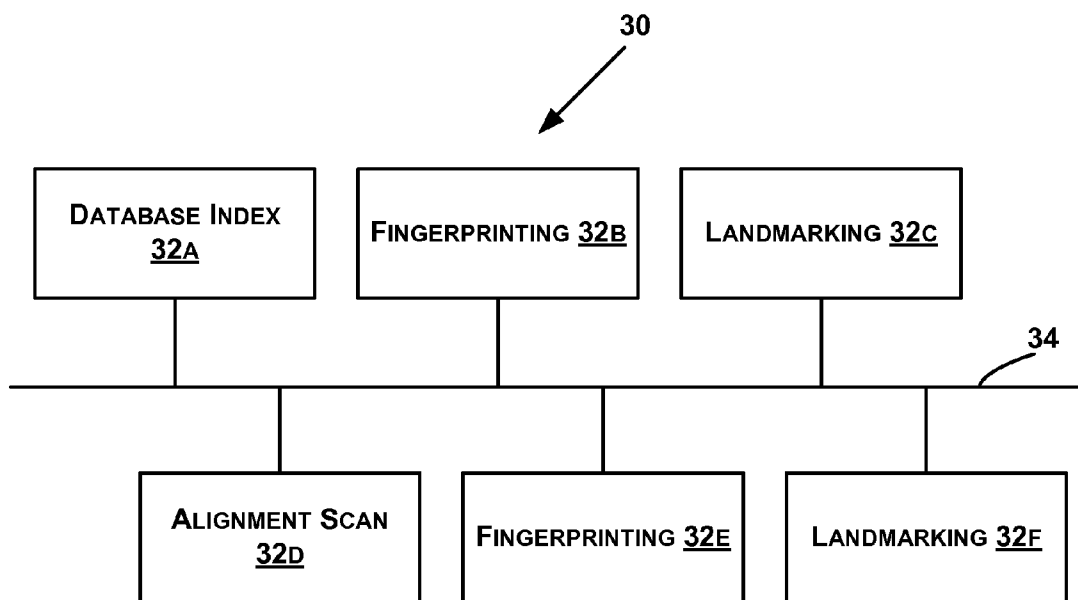 30
DATABASE INDEX
32A
FINGERPRINTING 32B
LANDMARKING 32C
34
ALIGNMENT SCAN
32D
FINGERPRINTING 32E
LANDMARKING 32F